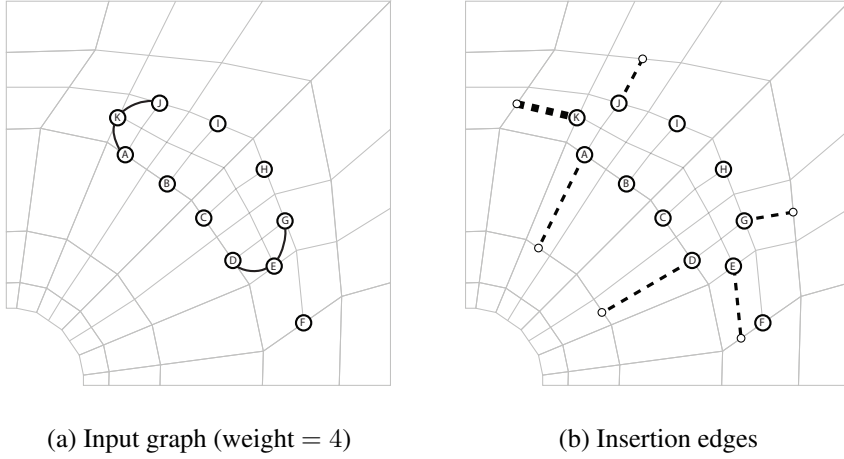 J
K
I
A
H
B
C
G
D
E
F
J
K
I
A
H
B
C
G
D
E
F
(a) Input graph (weight = 4)
(b) Insertion edges